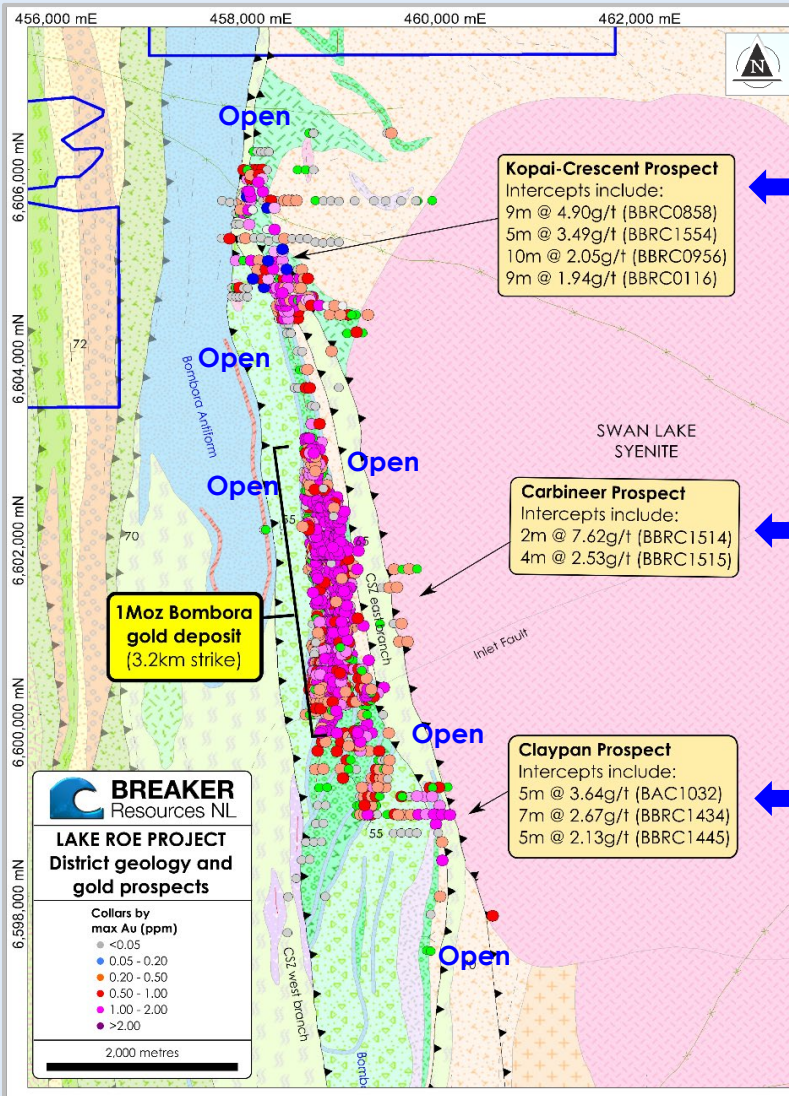 456,000 mE
458,000 mE
460,000 mE
462,000 mE
N
Open
6,606,000 mN
Kopai-Crescent Prospect
Intercepts include:
9m @ 4.90g/t (BBRC0858)
5m @ 3.49g/t (BBRC1554)
10m @ 2.05g/t (BBRC0956)
9m @ 1.94g/t (BBRC0116)
6,604,000 mN
72
Open
Bombora Antiform
SWAN LAKE
SYENITE
Open
Open
Carbineer Prospect
Intercepts include:
2m @ 7.62g/t (BBRC1514)
4m @ 2.53g/t (BBRC1515)
6,602,000 mN
70
CSZ east branch
1Moz Bombora
gold deposit
(3.2km strike)
Inlet Fault
6,600,000 mN
Open
Claypan Prospect
Intercepts include:
5m @ 3.64g/t (BAC1032)
7m @ 2.67g/t (BBRC1434)
5m @ 2.13g/t (BBRC1445)
55
BREAKER
Resources NL
LAKE ROE PROJECT
District geology and
gold prospects
Collars by
max Au (ppm)
<0.05
0.05 - 0.20
0.20 - 0.50
0.50 - 1.00
1.00 - 2.00
>2.00
2,000 metres
6,598,000 mN
CSZ west branch
Open